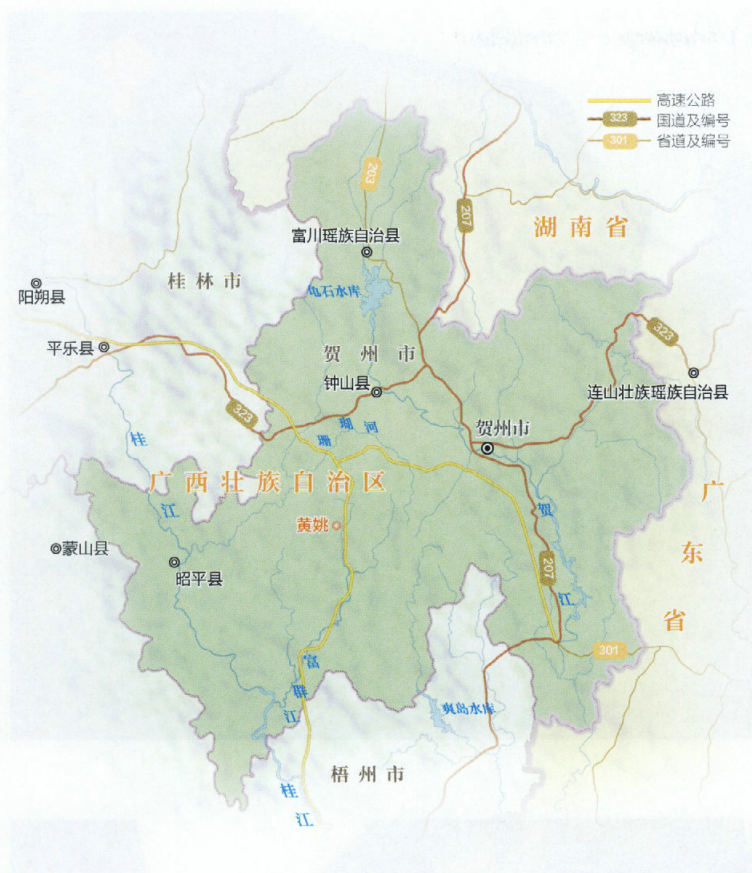 高速公路
323 国道及编号
301 省道及编号
203
207
湖南省
富川瑶族自治县
桂林市
阳朔县
龟石水库
323
平乐县
贺州市
钟山县
连山壮族瑶族自治县
323
贺州市
珊瑚河
桂江
广西壮族自治区
广东省
贺江
黄姚
蒙山县
昭平县
207
301
富群江
爽岛水库
梧州市
桂江